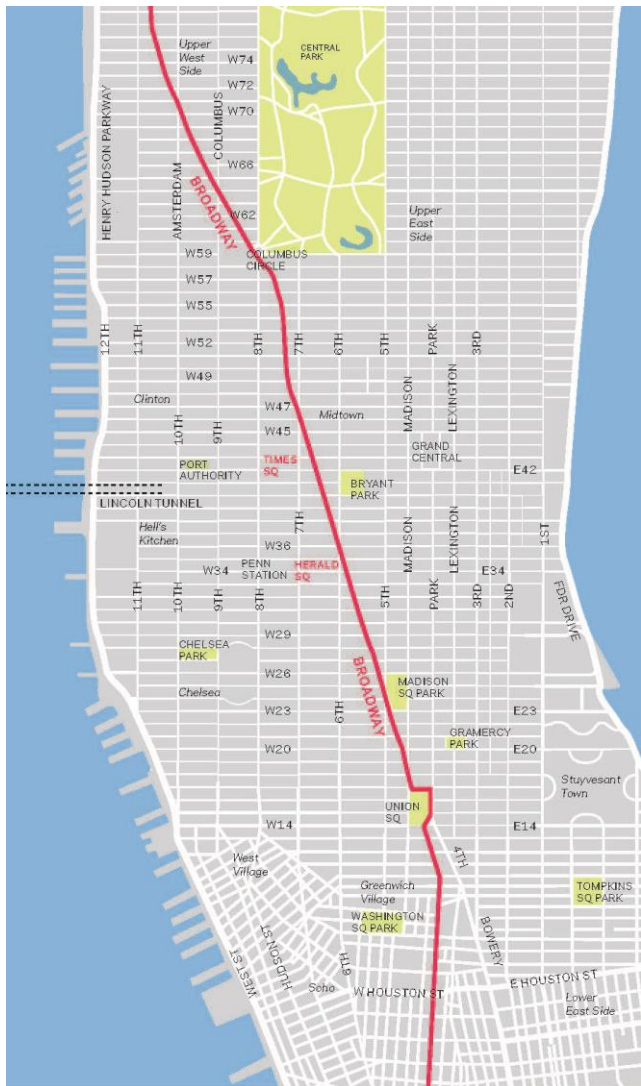 Upper
West
Side
W74
CENTRAL
PARK
W72
W70
HENRY HUDSON PARKWAY
COLUMBUS
AMSTERDAM
W66
BROADWAY
W62
Upper
East
Side
W59
COLUMBUS
CIRCLE
W57
W55
12TH
11TH
W52
8TH
7TH
6TH
5TH
PARK
3RD
W49
MADISON
LEXINGTON
Clinton
W47
Midtown
10TH
9TH
W45
GRAND
CENTRAL
PORT
AUTHORITY
TIMES
SQ
E42
BRYANT
PARK
LINCOLN TUNNEL
Hell's
Kitchen
7TH
MADISON
LEXINGTON
1ST
W36
W34
PENN
STATION
HERALD
SQ
E34
11TH
10TH
9TH
8TH
5TH
PARK
3RD
2ND
FDR DRIVE
W29
CHELSEA
PARK
BROADWAY
W26
MADISON
SQ PARK
Chelsea
W23
6TH
E23
W20
GRAMERCY
PARK
E20
Stuyvesant
Town
UNION
SQ
W14
E14
4TH
West
Village
Greenwich
Village
TOMPKINS
SQ PARK
WASHINGTON
SQ PARK
BOWERY
HUDSON ST
WEST ST
6TH
Soho
W HOUSTON ST
E HOUSTON ST
Lower
East Side